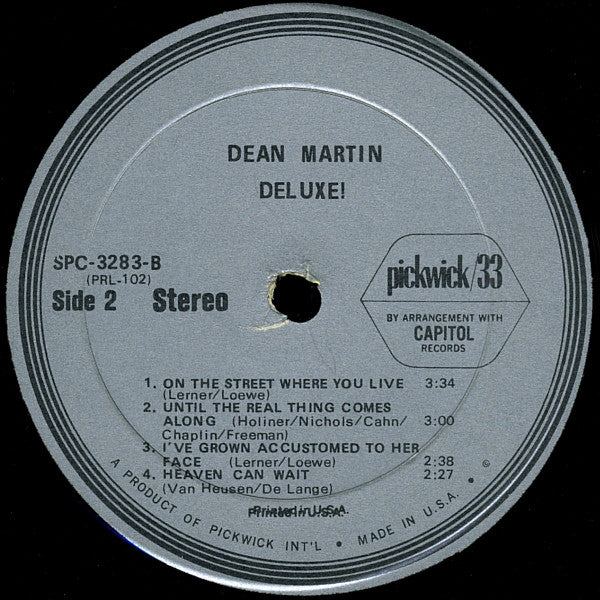 DEAN MARTIN
DELUXE!
SPC-3283-B
(PRL-102)
Side 2 Stereo
pickwick/33
BY ARRANGEMENT WITH
CAPITOL
RECORDS
1. ON THE STREET WHERE YOU LIVE 3:34
(Lerner/Loewe)
2. UNTIL THE REAL THING COMES
ALONG (Holiner/Nichols/Cahn/ 3:00
Chaplin/Freeman)
3. I'VE GROWN ACCUSTOMED TO HER
FACE (Lerner/Loewe) 2:38
4. HEAVEN CAN WAIT 2:27
(Van Heusen/De Lange)
Printed in U.S.A.
Printed in U.S.A.
A PRODUCT OF PICKWICK INT'L • MADE IN U.S.A. • ©